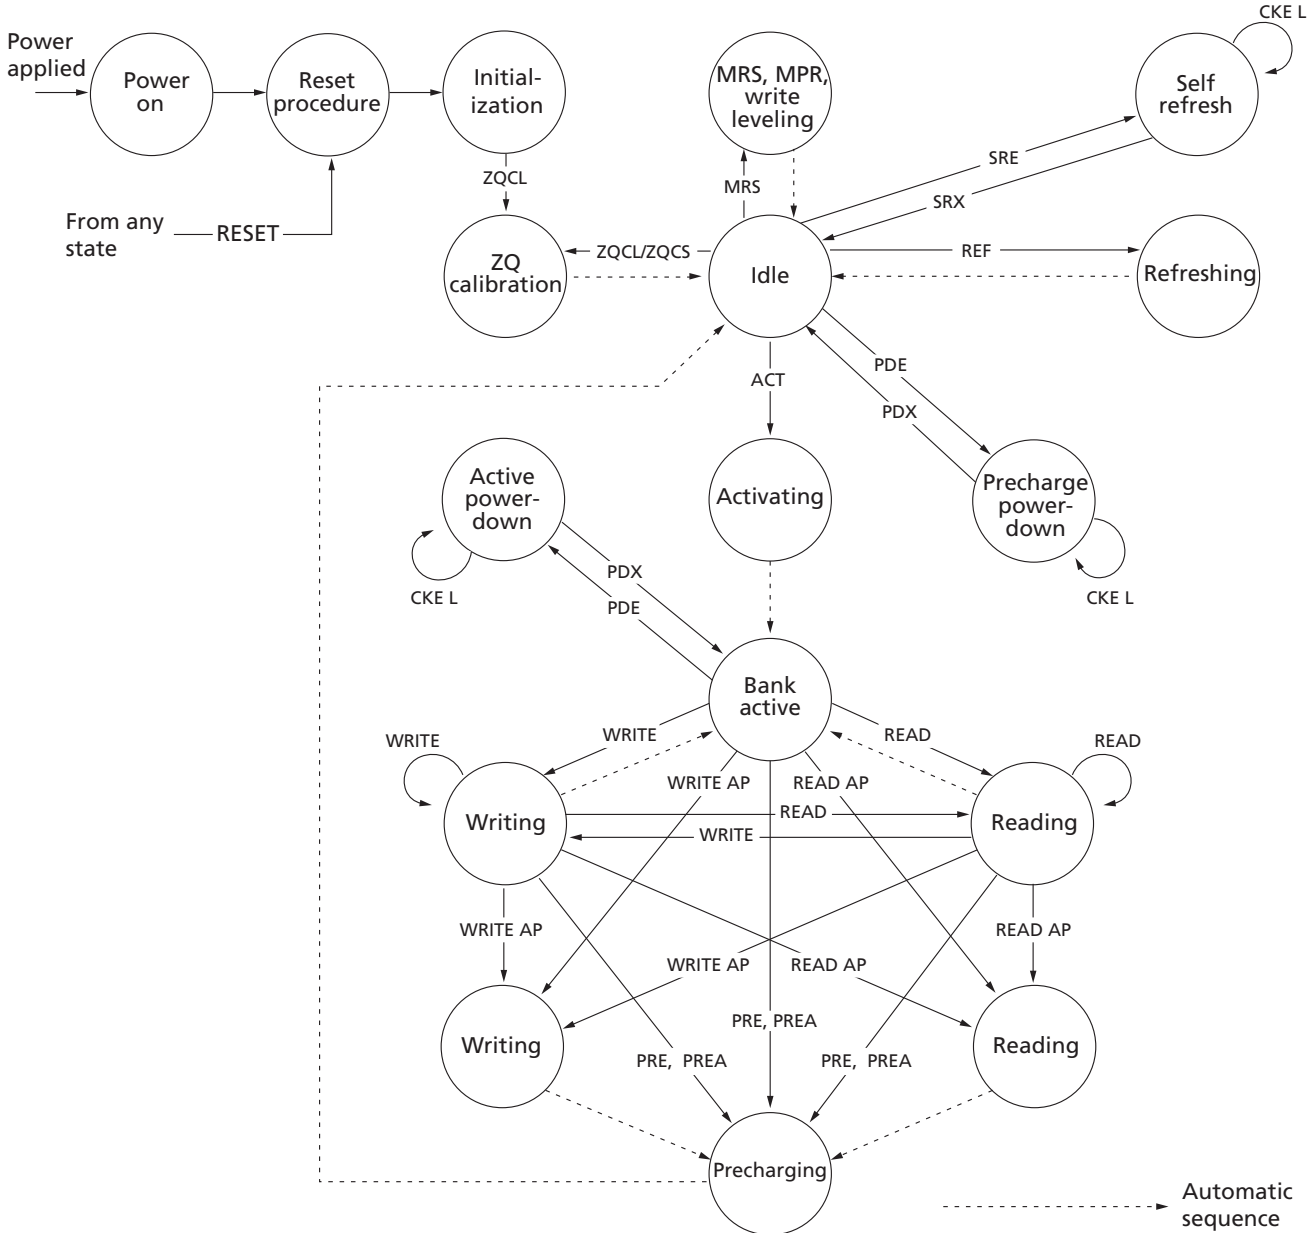 CKE L
Power
applied
Power
on
Reset
procedure
Initial-
ization
MRS, MPR,
write
leveling
Self
refresh
ZQCL
MRS
SRE
SRX
From any
state
RESET
ZQ
calibration
ZQCL/ZQCS
Idle
REF
Refreshing
PDE
ACT
PDX
Active
power-
down
Activating
Precharge
power-
down
PDX
CKE L
PDE
CKE L
Bank
active
WRITE
WRITE
READ
READ
WRITE AP
READ AP
Writing
READ
Reading
WRITE
WRITE AP
READ AP
WRITE AP
READ AP
PRE, PREA
Writing
Reading
PRE, PREA
PRE, PREA
Precharging
Automatic
sequence